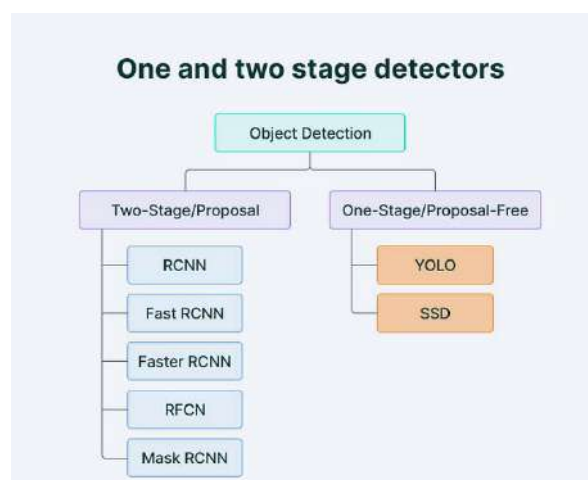 One and two stage detectors
Object Detection
Two-Stage/Proposal
One-Stage/Proposal-Free
RCNN
YOLO
Fast RCNN
SSD
Faster RCNN
RFCN
Mask RCNN